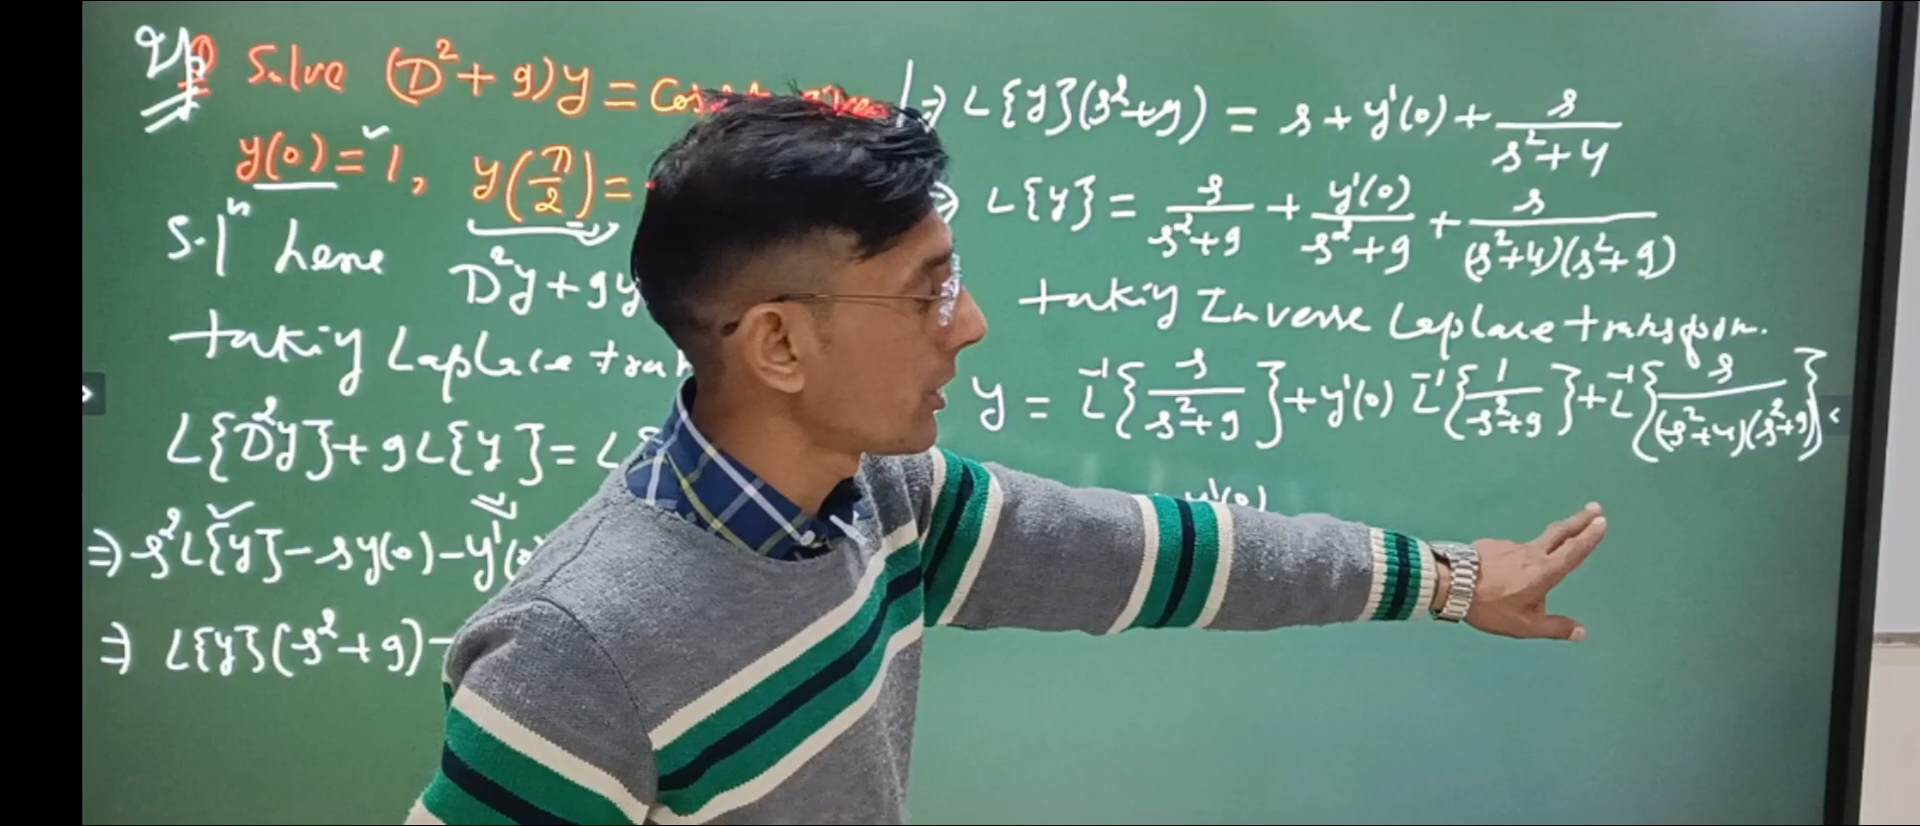 Solve (D²+9)y = Cos
y(0) = 1, y(π/2) =
Sol^n here D²y+9y
taking Laplace tran
L{D²y}+9L{y} = L
⇒ s²L{y}-sy(0)-y'(0
⇒ L{y}(s²+9)-
⇒ L{y}(s²+9) = s+y'(0)+ s/(s²+4)
⇒ L{y} = s/(s²+9) + y'(0)/(s²+9) + s/((s²+4)(s²+9))
taking Inverse Laplace transform.
y = L⁻¹{s/(s²+9)}+y'(0) L⁻¹{1/(s²+9)}+L⁻¹{s/((s²+4)(s²+9))}
y'(0)